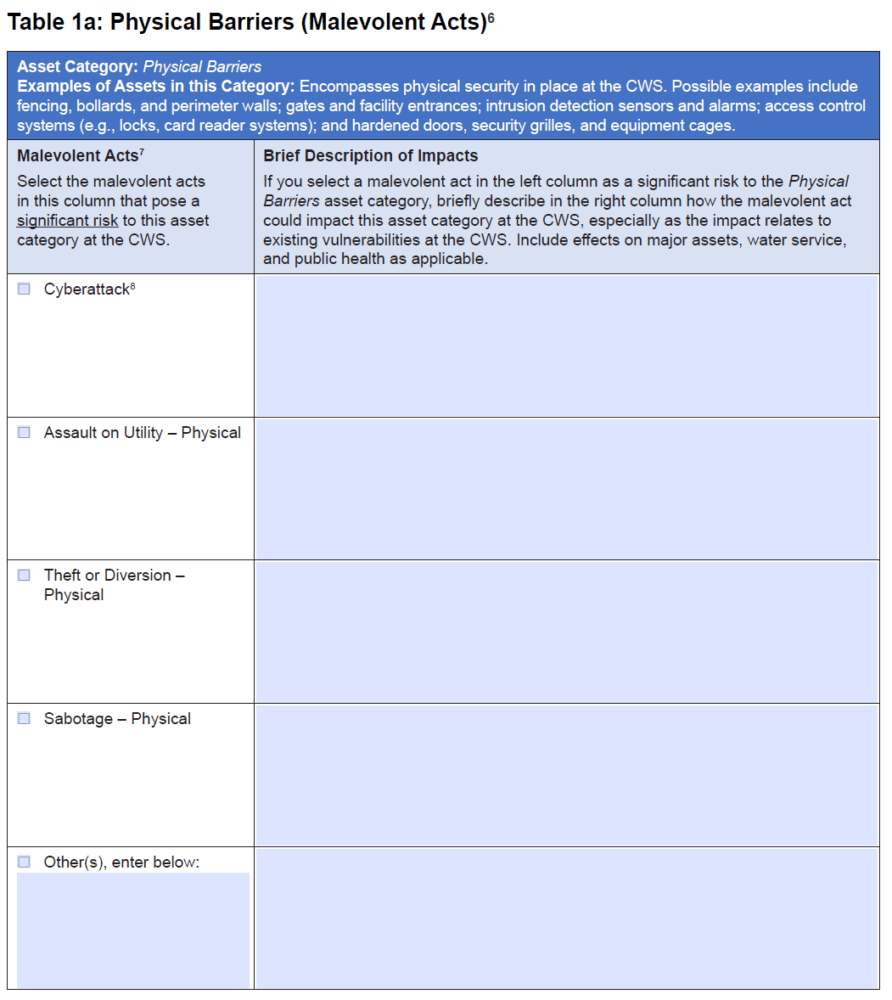 Table 1a: Physical Barriers (Malevolent Acts)6
Asset Category: Physical Barriers
Examples of Assets in this Category: Encompasses physical security in place at the CWS. Possible examples include
fencing, bollards, and perimeter walls; gates and facility entrances; intrusion detection sensors and alarms; access control
systems (e.g., locks, card reader systems); and hardened doors, security grilles, and equipment cages.
Malevolent Acts7
Select the malevolent acts
in this column that pose a
significant risk to this asset
category at the CWS.
Brief Description of Impacts
If you select a malevolent act in the left column as a significant risk to the Physical
Barriers asset category, briefly describe in the right column how the malevolent act
could impact this asset category at the CWS, especially as the impact relates to
existing vulnerabilities at the CWS. Include effects on major assets, water service,
and public health as applicable.
Cyberattack8
Assault on Utility – Physical
Theft or Diversion –
Physical
Sabotage – Physical
Other(s), enter below: